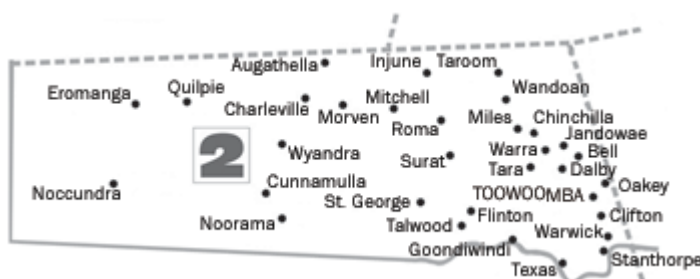 Augathella
Injune
Taroom
Eromanga
Quilpie
Wandoan
Charleville
Mitchell
Morven
Miles
Chinchilla
Roma
Jandowae
2
Wyandra
Warra
Bell
Surat
Tara
Dalby
Noccundra
Cunnamulla
TOOWOOMBA
Oakey
St. George
Noorama
Flinton
Clifton
Talwood
Warwick
Goondiwindi
Texas
Stanthorpe